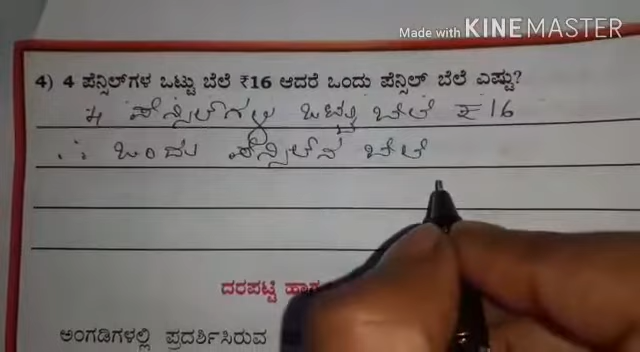 Made with KINEMASTER
4) 4 ಪೆನ್ಸಿಲ್‌ಗಳ ಒಟ್ಟು ಬೆಲೆ ₹16 ಆದರೆ ಒಂದು ಪೆನ್ಸಿಲ್ ಬೆಲೆ ಎಷ್ಟು?
4 ಪೆನ್ಸಿಲ್‌ಗಳ ಒಟ್ಟು ಬೆಲೆ ₹16
∴ ಒಂದು ಪೆನ್ಸಿಲ್‌ನ ಬೆಲೆ
ದರಪಟ್ಟಿ
ಅಂಗಡಿಗಳಲ್ಲಿ ಪ್ರದರ್ಶಿಸಿರುವ